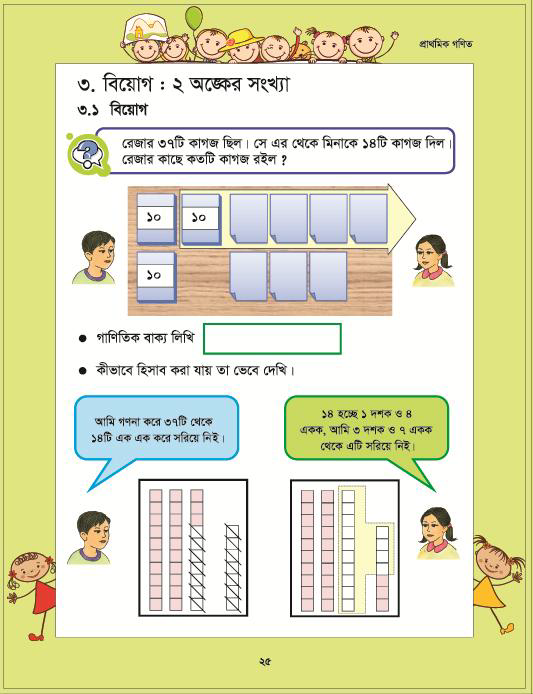 প্রাথমিক গণিত
৩. বিয়োগ : ২ অঙ্কের সংখ্যা
৩.১ বিয়োগ
?
রেজার ৩৭টি কাগজ ছিল। সে এর থেকে মিনাকে ১৪টি কাগজ দিল।
রেজার কাছে কতটি কাগজ রইল ?
১০ ১০
১০
● গাণিতিক বাক্য লিখি
● কীভাবে হিসাব করা যায় তা ভেবে দেখি।
আমি গণনা করে ৩৭টি থেকে
১৪টি এক এক করে সরিয়ে নিই।
১৪ হচ্ছে ১ দশক ও ৪
একক, আমি ৩ দশক ও ৭ একক
থেকে এটি সরিয়ে নিই।
২৫